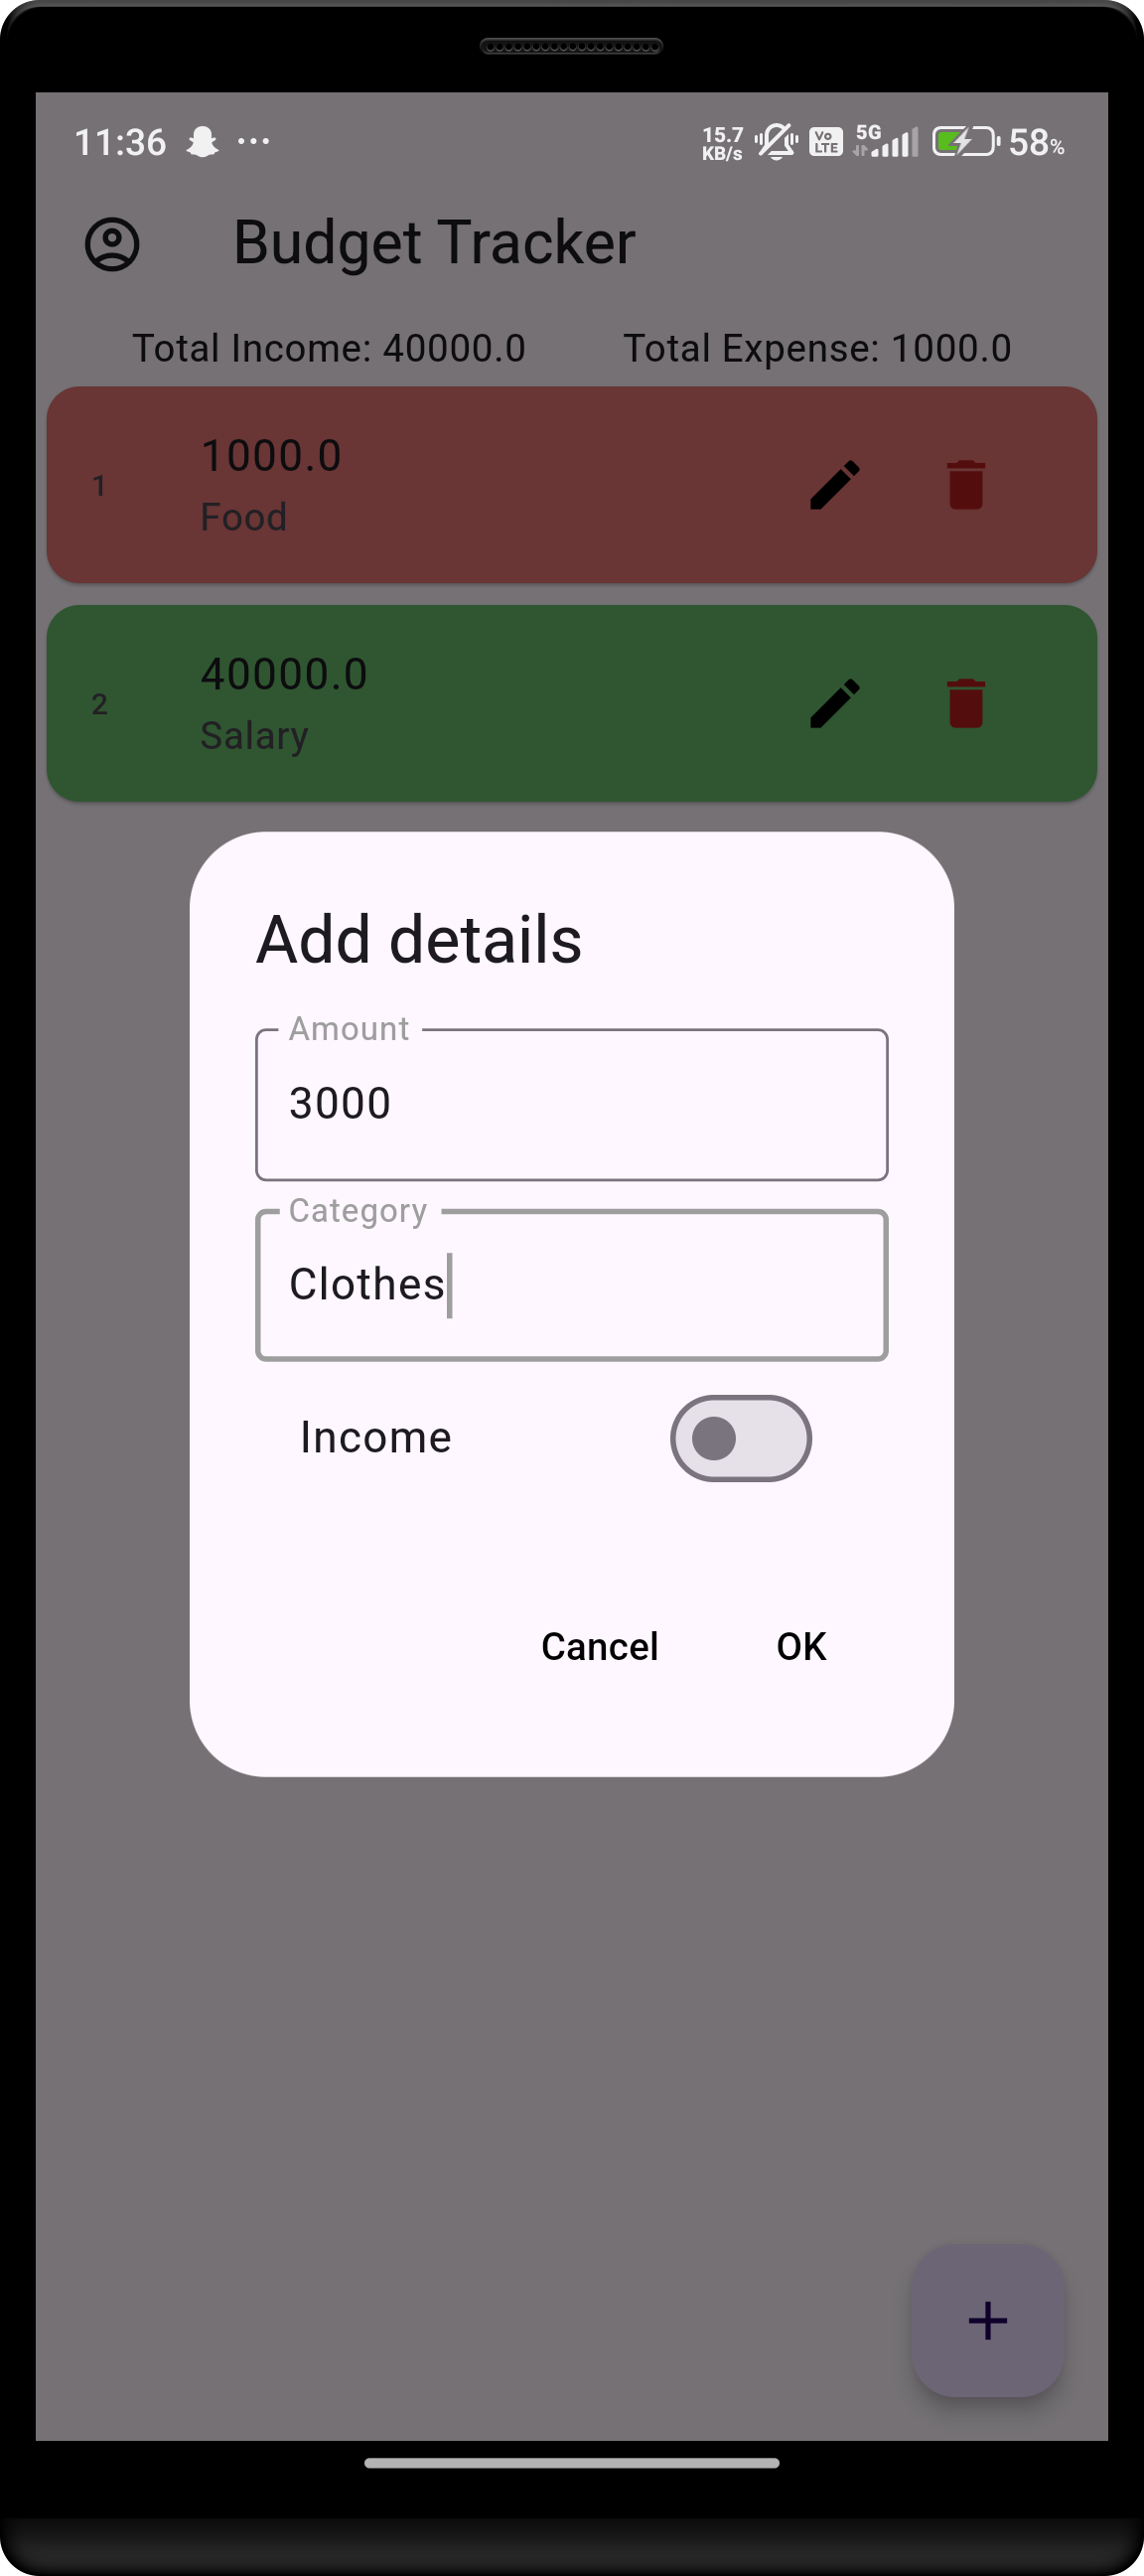 11:36 ... 15.7 KB/s Vo LTE 5G 58%
Budget Tracker
Total Income: 40000.0 Total Expense: 1000.0
1000.0
1
Food
40000.0
2
Salary
Add details
Amount
3000
Category
Clothes
Income
Cancel OK